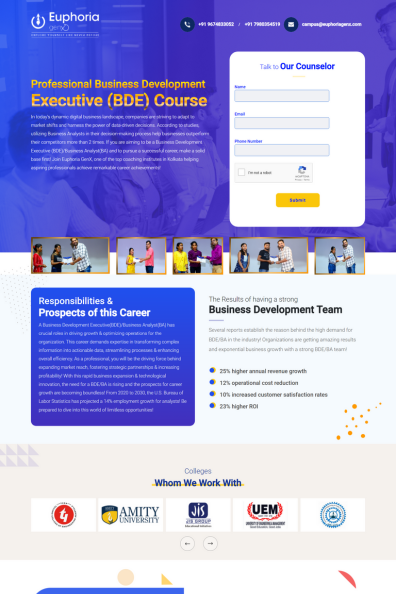 Euphoria
GenX
+91 9674833052 / +91 7980354519 campus@euphoriagenx.com
Talk to Our Counselor
Name
Professional Business Development
Executive (BDE) Course
In today's dynamic digital business landscape, companies are striving to adapt to
market shifts and harness the power of data-driven decisions. According to studies,
utilizing Business Analysts in their decision-making process help businesses outperform
their competitors more than 2 times. If you are aiming to be a Business Development
Executive (BDE)/Business Analyst(BA) and to pursue a successful career, make a solid
base first! Join Euphoria GenX, one of the top coaching institutes in Kolkata helping
aspiring professionals achieve remarkable career achievements!
Email
Phone Number
I'm not a robot
Submit
Responsibilities &
Prospects of this Career
A Business Development Executive(BDE)/Business Analyst(BA) has
crucial roles in driving growth & optimising operations for the
organization. This career demands expertise in transforming complex
information into actionable data, streamlining processes & enhancing
overall efficiency. As a professional, you will be the driving force behind
expanding market reach, fostering strategic partnerships & increasing
profitability! With this rapid business expansion & technological
innovation, the need for a BDE/BA is rising and the prospects for career
growth are becoming boundless! From 2020 to 2030, the U.S. Bureau of
Labor Statistics has projected a 14% employment growth for analysts! Be
prepared to dive into this world of limitless opportunities!
The Results of having a strong
Business Development Team
Several reports establish the reason behind the high demand for
BDE/BA in the industry! Organizations are getting amazing results
and exponential business growth with a strong BDE/BA team!
25% higher annual revenue growth
12% operational cost reduction
10% increased customer satisfaction rates
23% higher ROI
Colleges
Whom We Work With
AMITY
UNIVERSITY
JIS
JIS GROUP
Educational Initiatives
UEM
UNIVERSITY OF ENGINEERING & MANAGEMENT